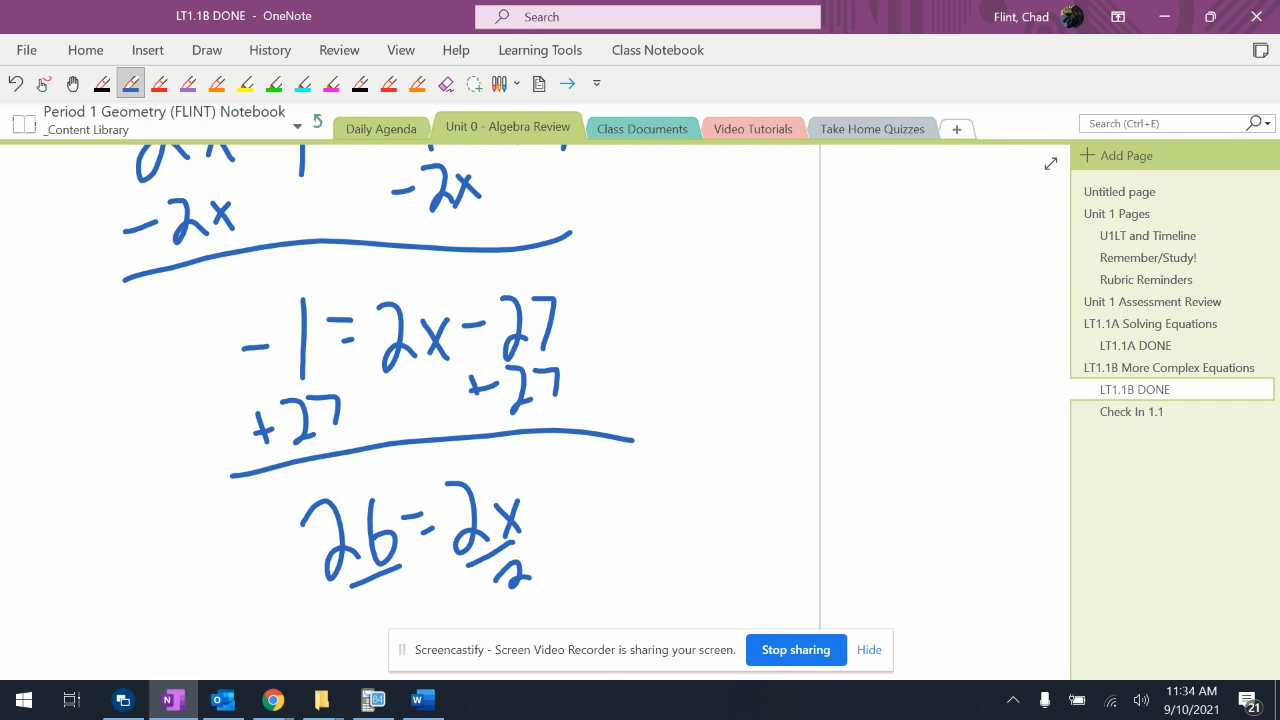 LT1.1B DONE - OneNote
Search
Flint, Chad
File Home Insert Draw History Review View Help Learning Tools Class Notebook
Period 1 Geometry (FLINT) Notebook
_Content Library
Daily Agenda
Unit 0 - Algebra Review
Class Documents
Video Tutorials
Take Home Quizzes
+
Search (Ctrl+E)
Add Page
Untitled page
Unit 1 Pages
U1LT and Timeline
Remember/Study!
Rubric Reminders
Unit 1 Assessment Review
LT1.1A Solving Equations
LT1.1A DONE
LT1.1B More Complex Equations
LT1.1B DONE
Check In 1.1
- 2x
- 2x
- 1 = 2x - 27
+ 27 + 27
26 = 2x
2
Screencastify - Screen Video Recorder is sharing your screen.
Stop sharing
Hide
11:34 AM
9/10/2021
21